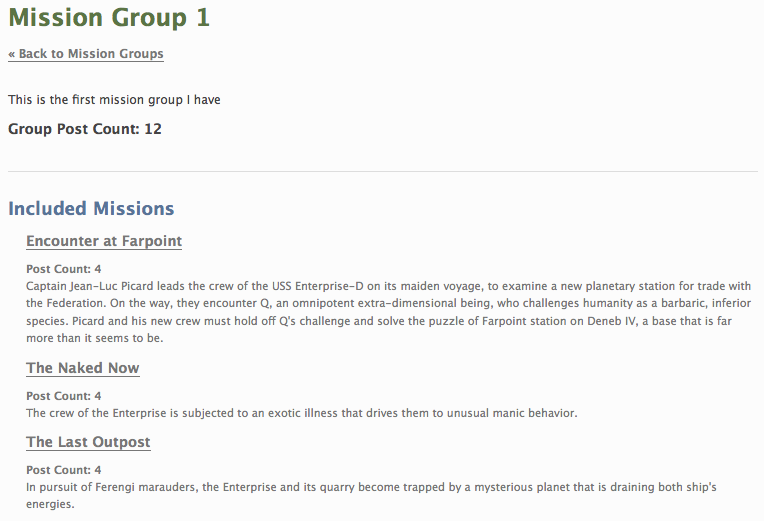 Mission Group 1
« Back to Mission Groups
This is the first mission group I have
Group Post Count: 12
Included Missions
Encounter at Farpoint
Post Count: 4
Captain Jean-Luc Picard leads the crew of the USS Enterprise-D on its maiden voyage, to examine a new planetary station for trade with
the Federation. On the way, they encounter Q, an omnipotent extra-dimensional being, who challenges humanity as a barbaric, inferior
species. Picard and his new crew must hold off Q's challenge and solve the puzzle of Farpoint station on Deneb IV, a base that is far
more than it seems to be.
The Naked Now
Post Count: 4
The crew of the Enterprise is subjected to an exotic illness that drives them to unusual manic behavior.
The Last Outpost
Post Count: 4
In pursuit of Ferengi marauders, the Enterprise and its quarry become trapped by a mysterious planet that is draining both ship's
energies.